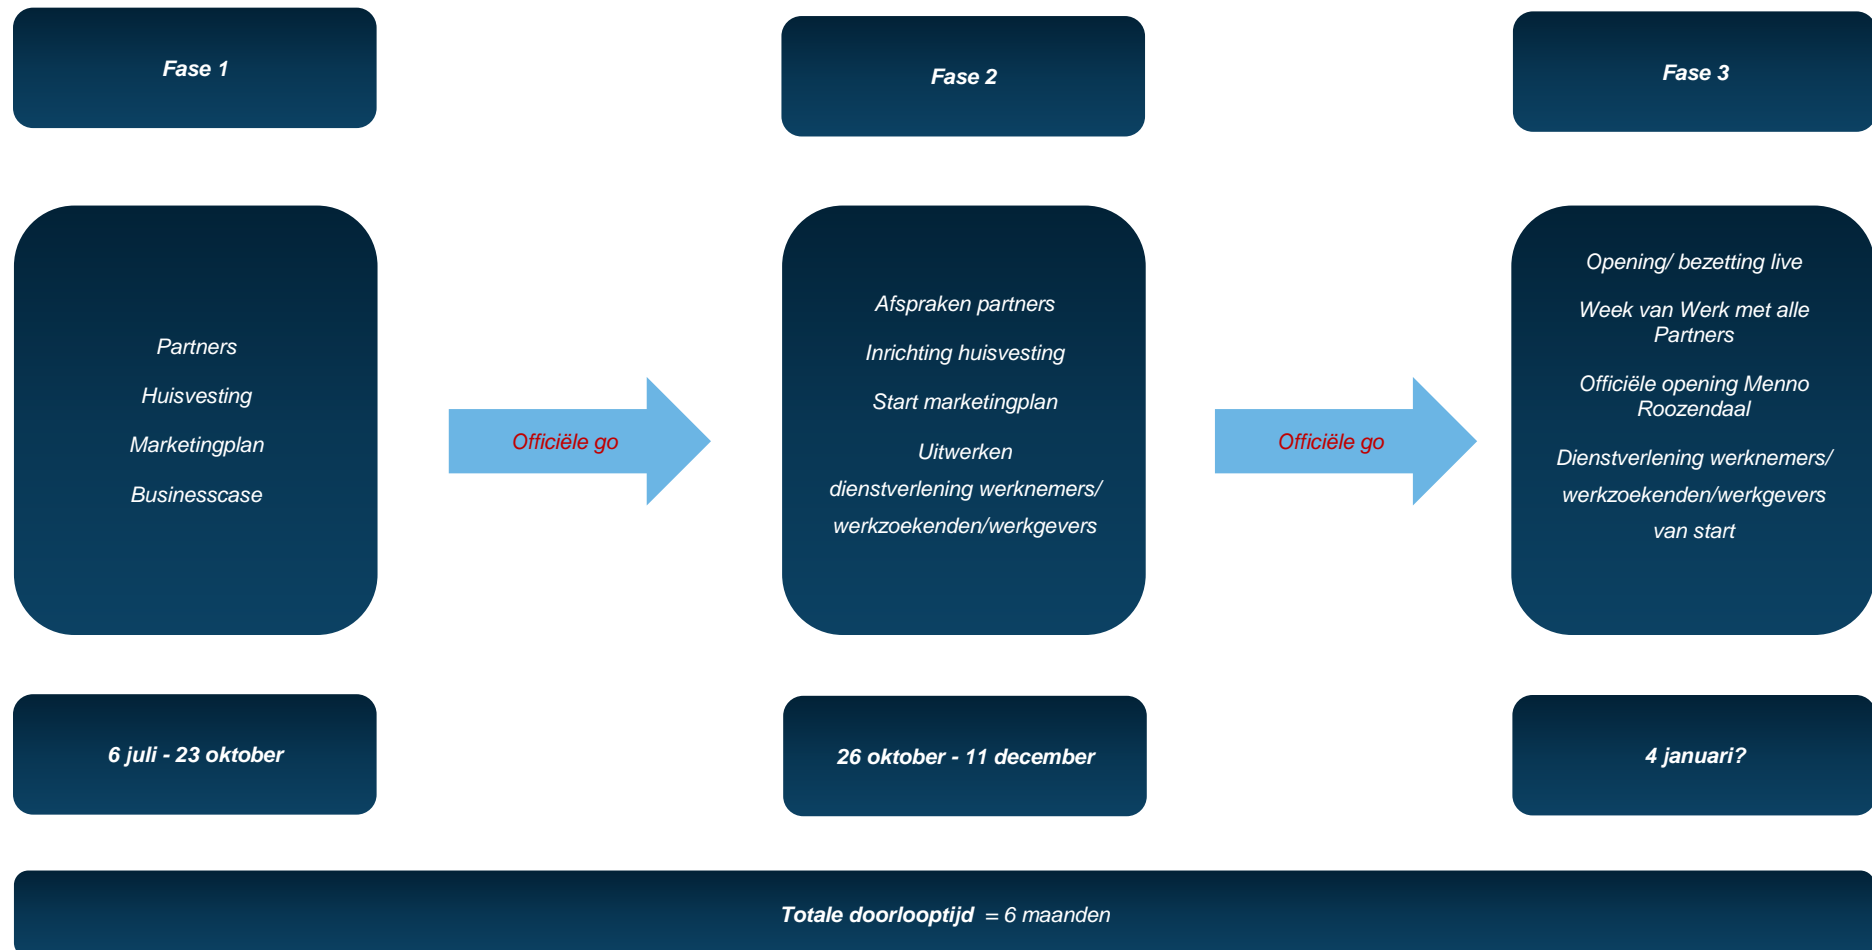 Fase 1
Fase 2
Fase 3
Partners
Huisvesting
Marketingplan
Businesscase
Officiële go
Afspraken partners
Inrichting huisvesting
Start marketingplan
Uitwerken
dienstverlening werknemers/
werkzoekenden/werkgevers
Officiële go
Opening/ bezetting live
Week van Werk met alle
Partners
Officiële opening Menno
Roozendaal
Dienstverlening werknemers/
werkzoekenden/werkgevers
van start
6 juli - 23 oktober
26 oktober - 11 december
4 januari?
Totale doorlooptijd = 6 maanden